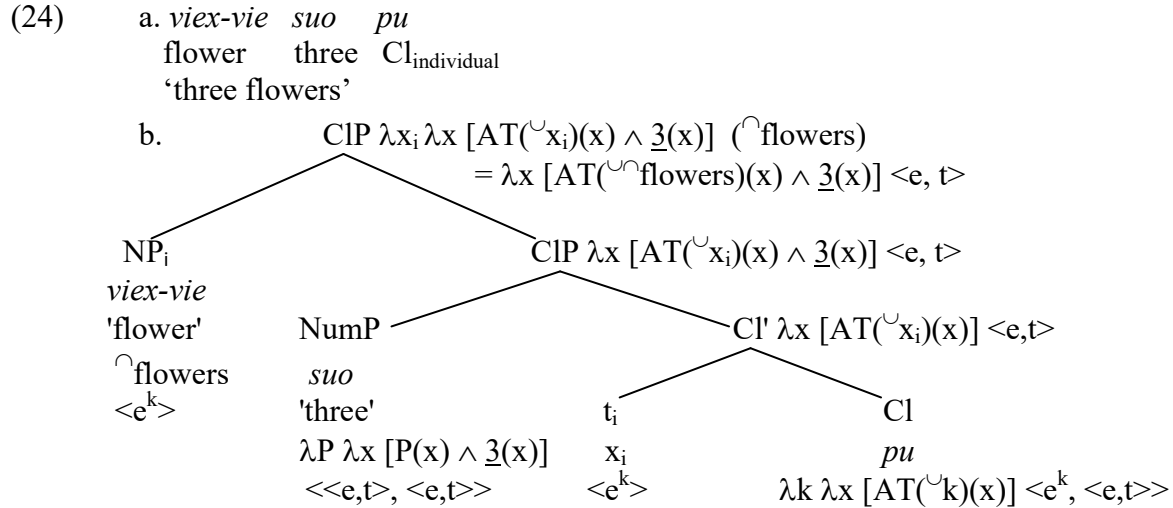 (24) a. viex-vie suo pu
flower three Cl_individual
‘three flowers’
b. ClP λx_i λx [AT(^∪x_i)(x) ∧ 3(x)] (^∩flowers)
= λx [AT(^∪∩flowers)(x) ∧ 3(x)] <e, t>
NP_i ClP λx [AT(^∪x_i)(x) ∧ 3(x)] <e, t>
viex-vie
'flower' NumP Cl' λx [AT(^∪x_i)(x)] <e,t>
^∩flowers suo
<e^k> 'three' t_i Cl
λP λx [P(x) ∧ 3(x)] x_i pu
<<e,t>, <e,t>> <e^k> λk λx [AT(^∪k)(x)] <e^k, <e,t>>